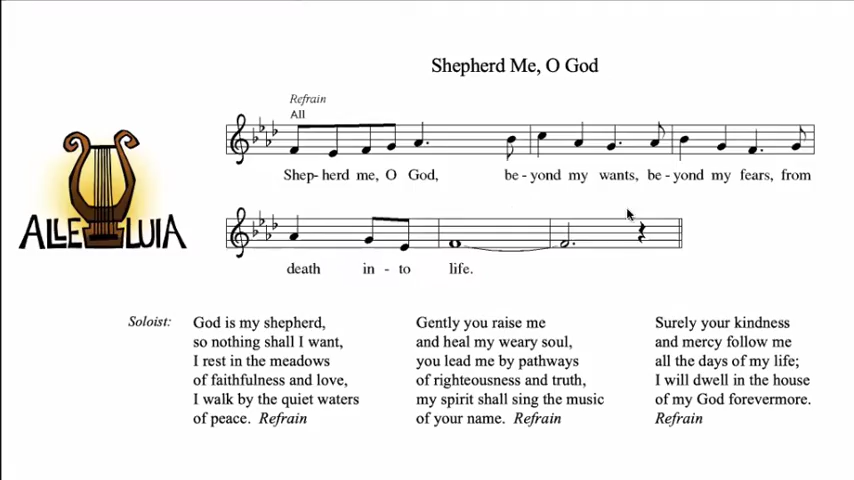 Shepherd Me, O God
Refrain
All
Shep- herd me, O God, be - yond my wants, be - yond my fears, from
death in - to life.
ALLELUIA
Soloist:
God is my shepherd,
so nothing shall I want,
I rest in the meadows
of faithfulness and love,
I walk by the quiet waters
of peace. Refrain
Gently you raise me
and heal my weary soul,
you lead me by pathways
of righteousness and truth,
my spirit shall sing the music
of your name. Refrain
Surely your kindness
and mercy follow me
all the days of my life;
I will dwell in the house
of my God forevermore.
Refrain